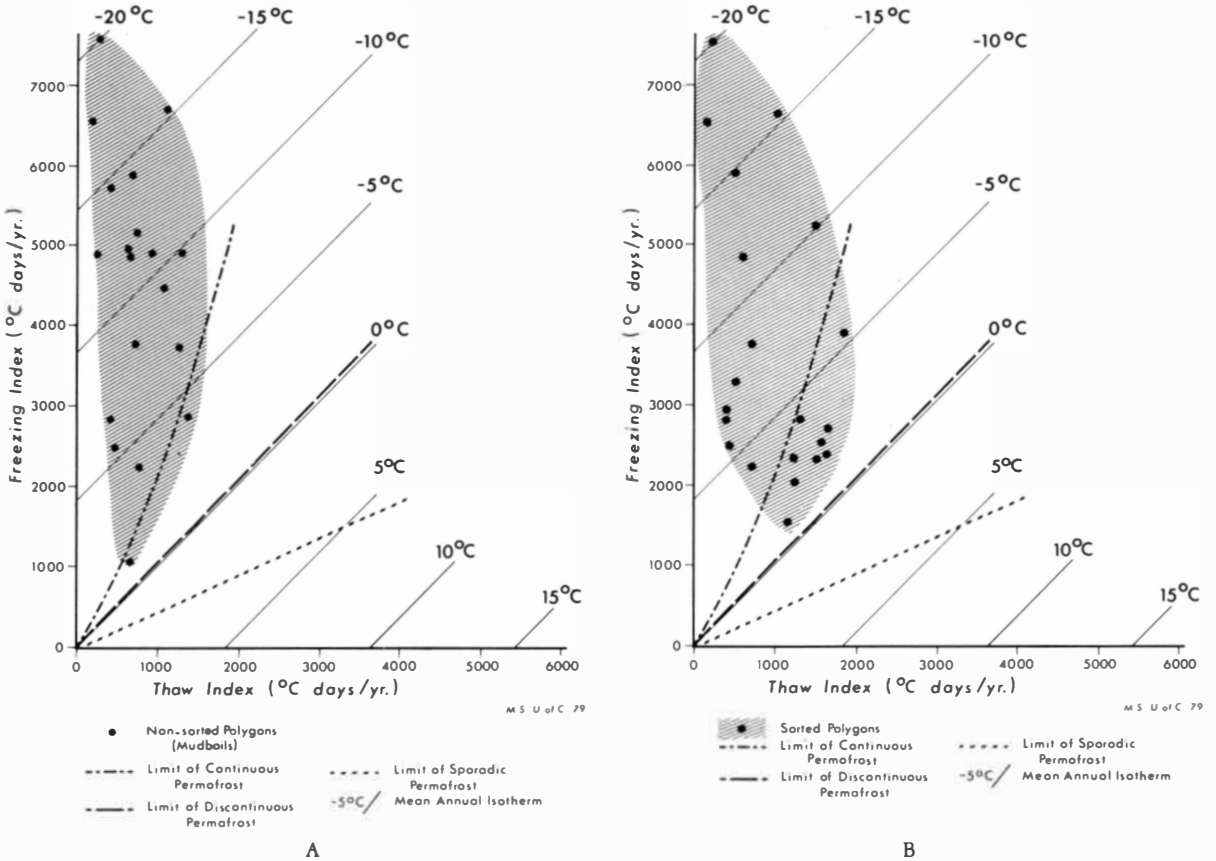 -20°C
-15°C
-10°C
-5°C
0°C
5°C
10°C
15°C
7000
6000
5000
4000
3000
2000
1000
0
Freezing Index (°C days/yr.)
0 1000 2000 3000 4000 5000 6000
Thaw Index (°C days/yr.)
M S U of C 79
Non-sorted Polygons
(Mudboils)
Limit of Continuous
Permafrost
Limit of Discontinuous
Permafrost
Limit of Sporadic
Permafrost
-5°C/ Mean Annual Isotherm
A
-20°C
-15°C
-10°C
-5°C
0°C
5°C
10°C
15°C
7000
6000
5000
4000
3000
2000
1000
0
Freezing Index (°C days/yr.)
0 1000 2000 3000 4000 5000 6000
Thaw Index (°C days/yr.)
M S U of C 79
Sorted Polygons
Limit of Continuous
Permafrost
Limit of Discontinuous
Permafrost
Limit of Sporadic
Permafrost
-5°C/ Mean Annual Isotherm
B